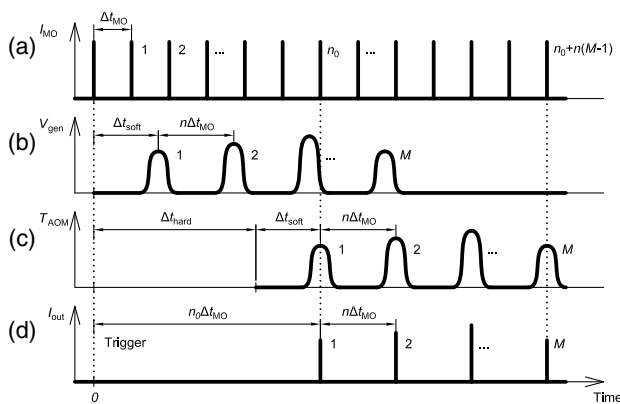 (a) I_MO Δt_MO 1 2 ... n_0 ... n_0+n(M-1)
(b) V_gen Δt_soft nΔt_MO 1 2 ... M
(c) T_AOM Δt_hard Δt_soft nΔt_MO 1 2 ... M
(d) I_out n_0Δt_MO nΔt_MO Trigger 1 2 ... M
0 Time